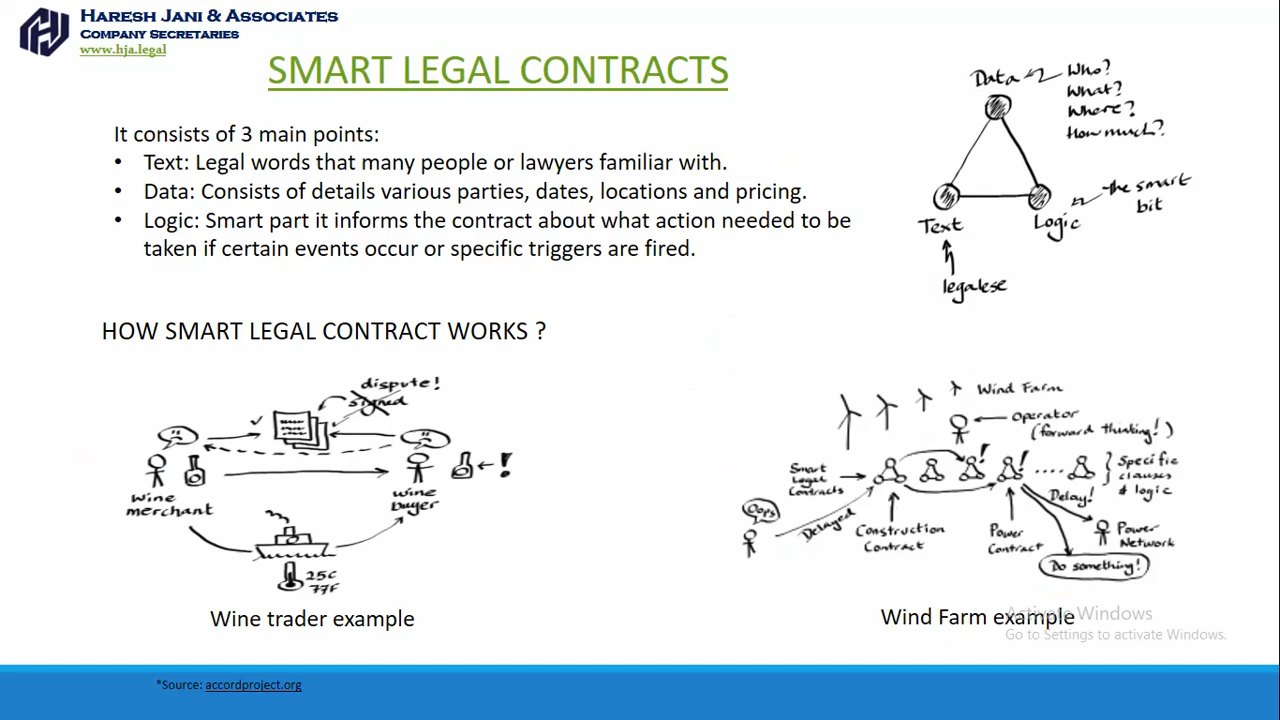 HARESH JANI & ASSOCIATES
COMPANY SECRETARIES
www.hja.legal
SMART LEGAL CONTRACTS
It consists of 3 main points:
• Text: Legal words that many people or lawyers familiar with.
• Data: Consists of details various parties, dates, locations and pricing.
• Logic: Smart part it informs the contract about what action needed to be
taken if certain events occur or specific triggers are fired.
Data
Who?
What?
Where?
How much?
the smart
bit
Text
Logic
legalese
HOW SMART LEGAL CONTRACT WORKS ?
dispute!
signed
Wine
merchant
wine
buyer
25C
77F
Wine trader example
Wind Farm
Operator
(forward thinking!)
Smart
Legal
Contracts
Specific
clauses
& logic
Oops
Delayed
Construction
Contract
Power
Contract
Delay!
Power
Network
Do something!
Wind Farm example
Activate Windows
Go to Settings to activate Windows.
*Source: accordproject.org